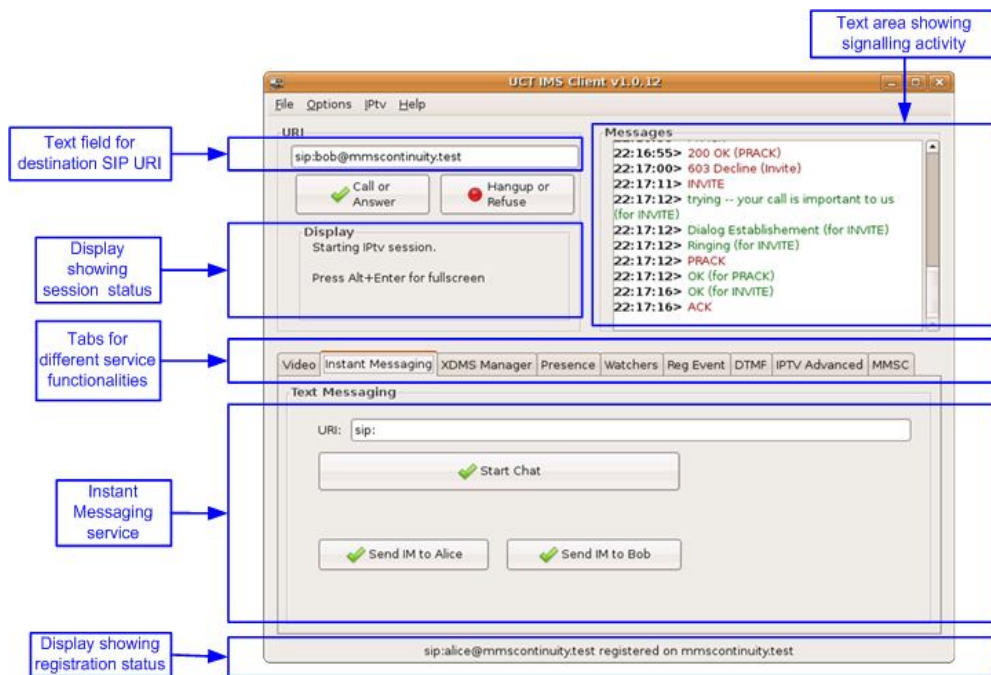 Text area showing
signalling activity
UCT IMS Client v1.0.12
File Options IPtv Help
Text field for
destination SIP URI
URI
sip:bob@mmscontinuity.test
Call or
Answer
Hangup or
Refuse
Messages
22:16:55> 200 OK (PRACK)
22:17:00> 603 Decline (Invite)
22:17:11> INVITE
22:17:12> trying -- your call is important to us
(for INVITE)
22:17:12> Dialog Establishement (for INVITE)
22:17:12> Ringing (for INVITE)
22:17:12> PRACK
22:17:12> OK (for PRACK)
22:17:16> OK (for INVITE)
22:17:16> ACK
Display
showing
session status
Display
Starting IPtv session.
Press Alt+Enter for fullscreen
Tabs for
different service
functionalities
Video Instant Messaging XDMS Manager Presence Watchers Reg Event DTMF IPTV Advanced MMSC
Instant
Messaging
service
Text Messaging
URI: sip:
Start Chat
Send IM to Alice Send IM to Bob
Display showing
registration status
sip:alice@mmscontinuity.test registered on mmscontinuity.test